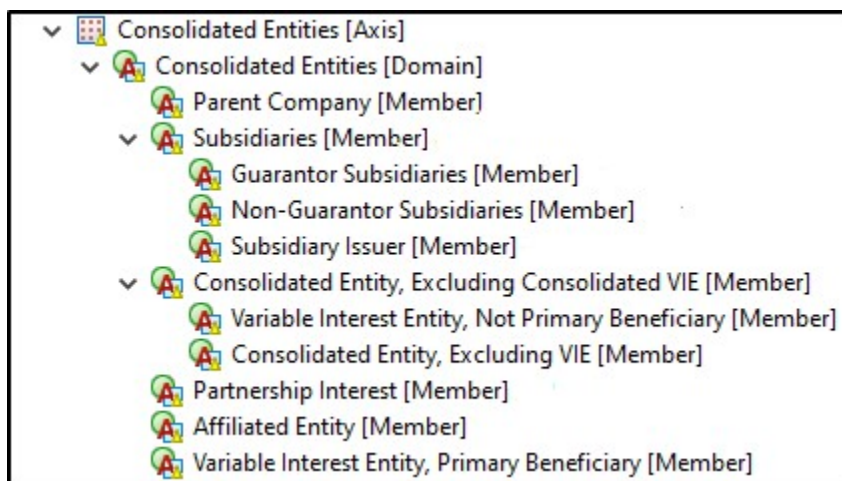 Consolidated Entities [Axis]
Consolidated Entities [Domain]
Parent Company [Member]
Subsidiaries [Member]
Guarantor Subsidiaries [Member]
Non-Guarantor Subsidiaries [Member]
Subsidiary Issuer [Member]
Consolidated Entity, Excluding Consolidated VIE [Member]
Variable Interest Entity, Not Primary Beneficiary [Member]
Consolidated Entity, Excluding VIE [Member]
Partnership Interest [Member]
Affiliated Entity [Member]
Variable Interest Entity, Primary Beneficiary [Member]